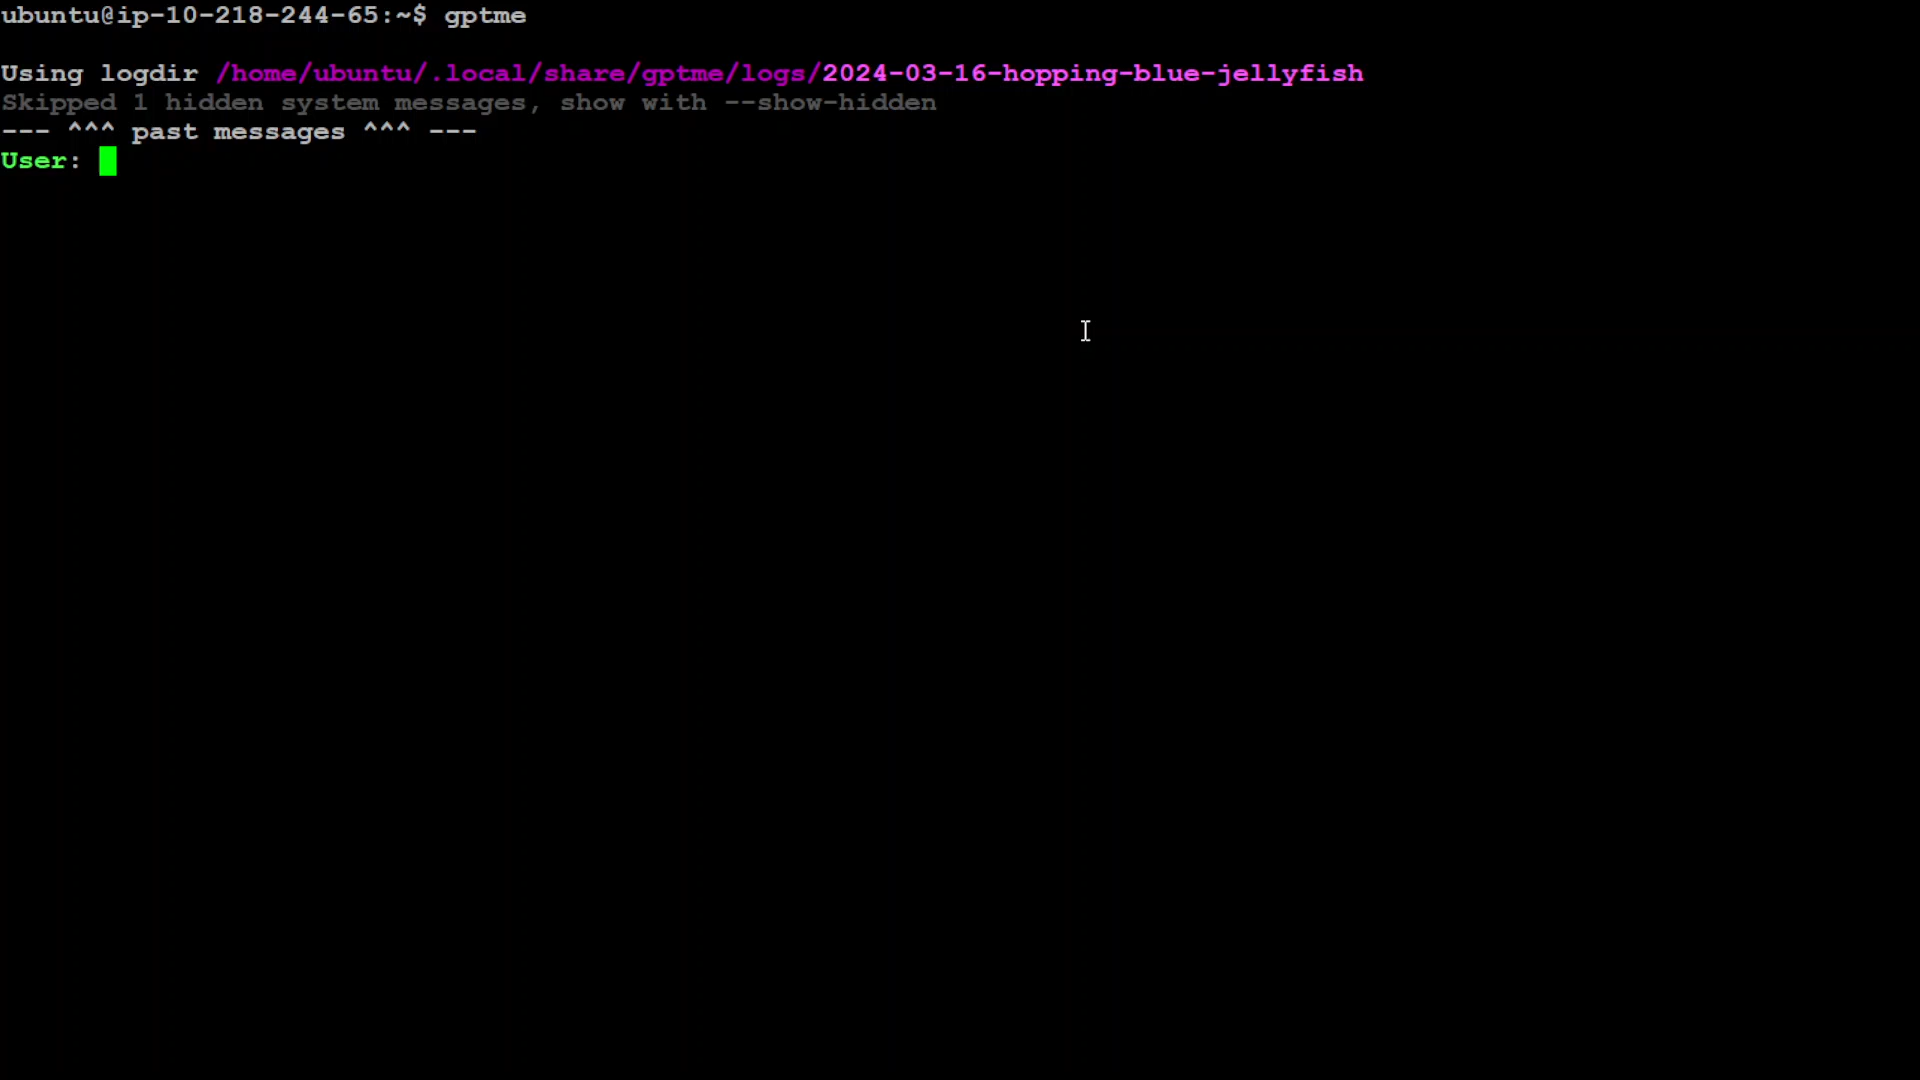 ubuntu@ip-10-218-244-65:~$ gptme
Using logdir /home/ubuntu/.local/share/gptme/logs/2024-03-16-hopping-blue-jellyfish
Skipped 1 hidden system messages, show with --show-hidden
--- ^^^ past messages ^^^ ---
User: